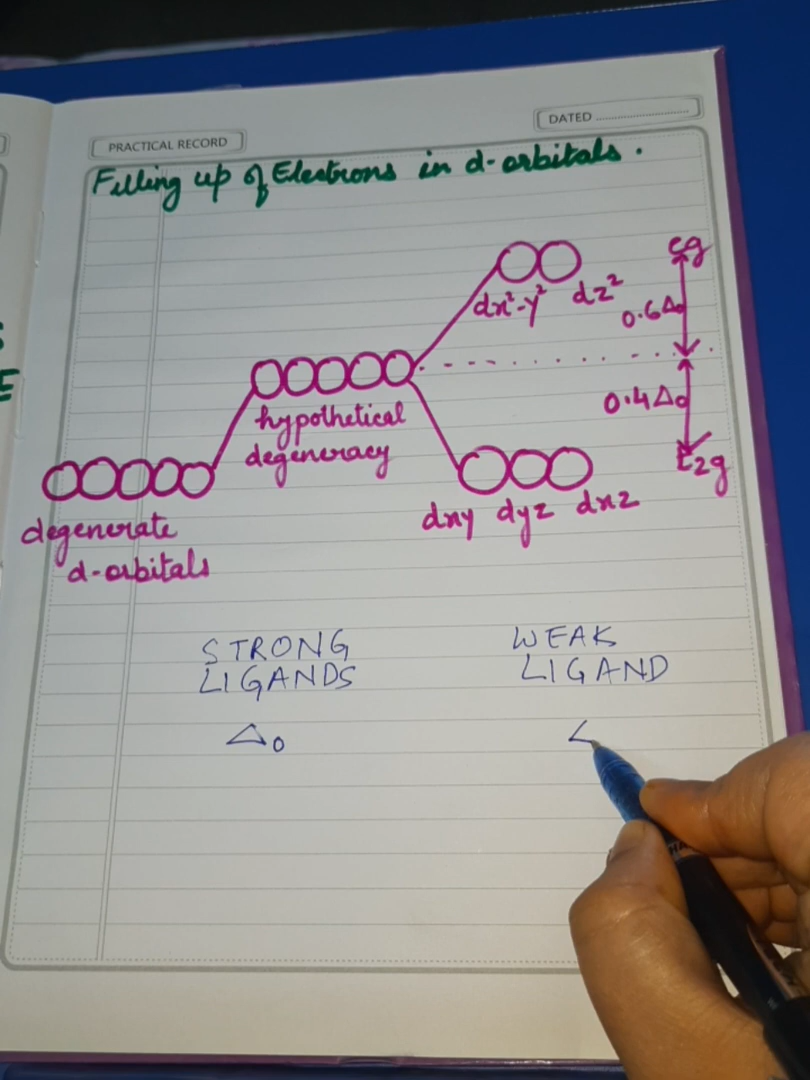 PRACTICAL RECORD
DATED
Filling up of Electrons in d-orbitals.
eg
dx²-y² dz²
0.6Δo
hypothetical
degeneracy
0.4Δo
t2g
dxy dyz dxz
degenerate
d-orbitals
STRONG
LIGANDS
WEAK
LIGAND
Δo